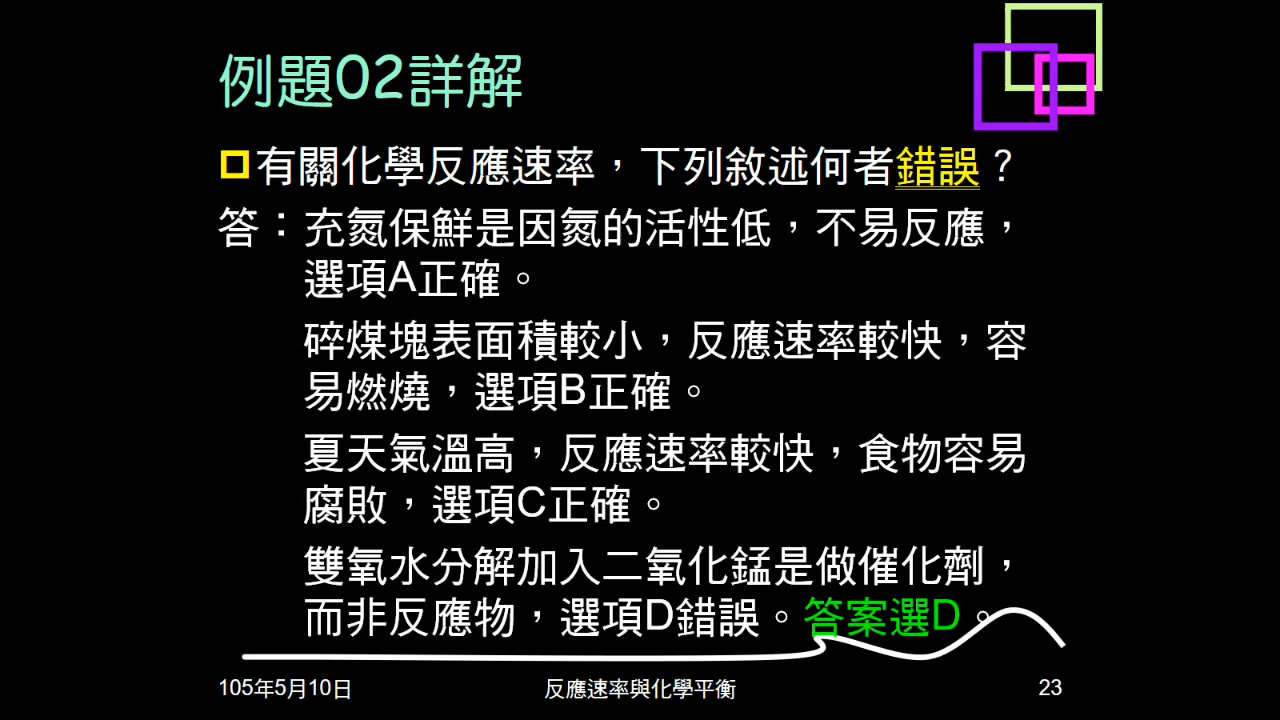 例題02詳解
有關化學反應速率，下列敘述何者錯誤？
答：充氮保鮮是因氮的活性低，不易反應，
選項A正確。
碎煤塊表面積較小，反應速率較快，容
易燃燒，選項B正確。
夏天氣溫高，反應速率較快，食物容易
腐敗，選項C正確。
雙氧水分解加入二氧化錳是做催化劑，
而非反應物，選項D錯誤。答案選D。
105年5月10日
反應速率與化學平衡
23